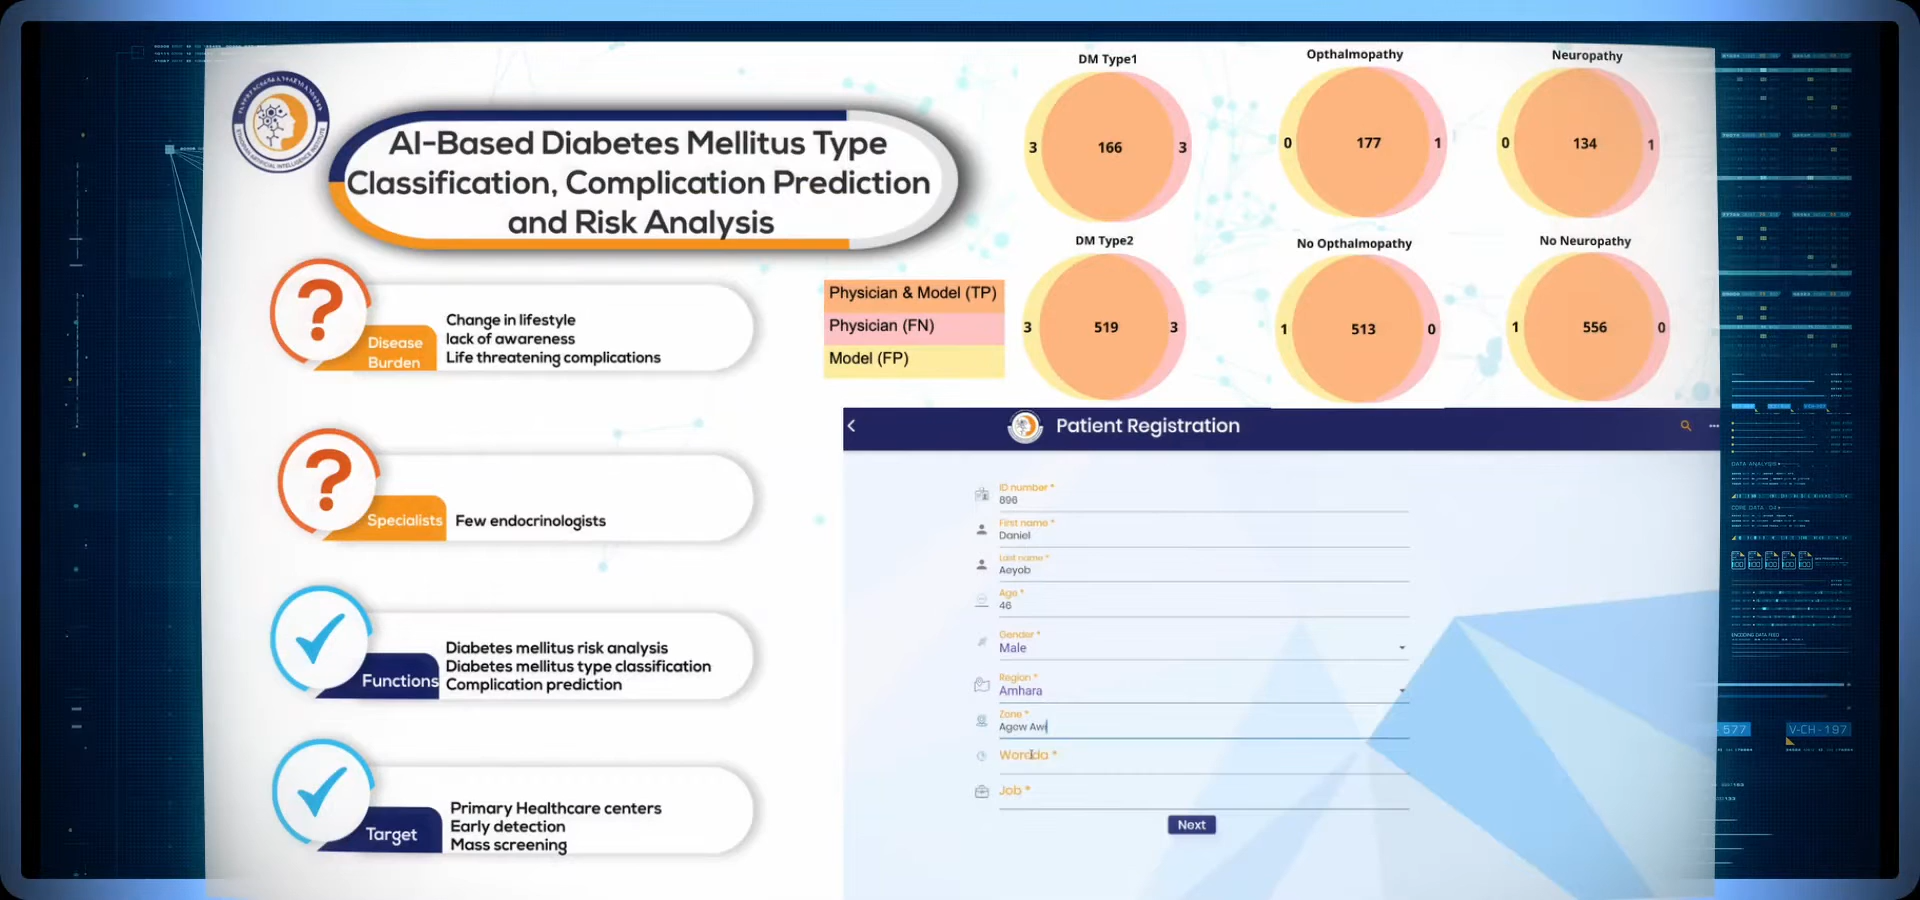 AI-Based Diabetes Mellitus Type
Classification, Complication Prediction
and Risk Analysis
Disease
Burden
Change in lifestyle
lack of awareness
Life threatening complications
Specialists
Few endocrinologists
Functions
Diabetes mellitus risk analysis
Diabetes mellitus type classification
Complication prediction
Target
Primary Healthcare centers
Early detection
Mass screening
DM Type1
3 166 3
Opthalmopathy
0 177 1
Neuropathy
0 134 1
DM Type2
3 519 3
No Opthalmopathy
1 513 0
No Neuropathy
1 556 0
Physician & Model (TP)
Physician (FN)
Model (FP)
Patient Registration
ID number *
896
First name *
Daniel
Last name *
Aeyob
Age *
46
Gender *
Male
Region *
Amhara
Zone *
Agew Awi
Woreda *
Job *
Next
DATA ANALYSIS
577
V-CH-197